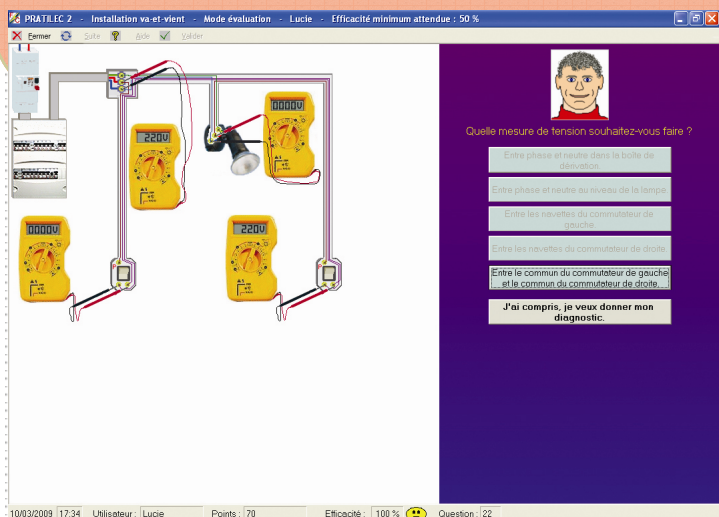 PRATILEC 2 - Installation va-et-vient - Mode évaluation - Lucie - Efficacité minimum attendue : 50 %
Fermer Suite Aide Valider
Quelle mesure de tension souhaitez-vous faire ?
Entre phase et neutre dans la boîte de
dérivation.
Entre phase et neutre au niveau de la lampe.
Entre les navettes du commutateur de
gauche.
Entre les navettes du commutateur de droite.
Entre le commun du commutateur de gauche
et le commun du commutateur de droite.
J'ai compris, je veux donner mon
diagnostic.
220V
0000V
0000V
220V
P
P
10/03/2009 17:34 Utilisateur : Lucie Points : 70 Efficacité : 100 % Question : 22